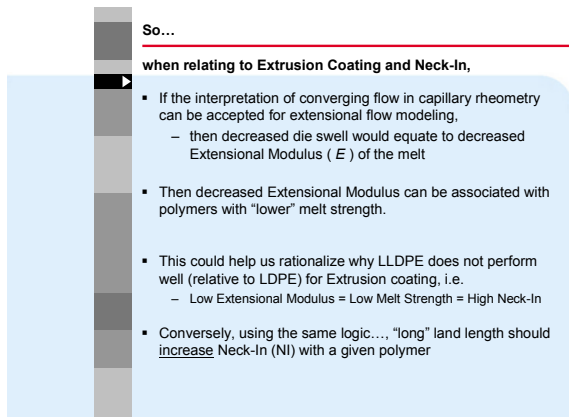 So…
when relating to Extrusion Coating and Neck-In,
▪ If the interpretation of converging flow in capillary rheometry
can be accepted for extensional flow modeling,
– then decreased die swell would equate to decreased
Extensional Modulus ( E ) of the melt
▪ Then decreased Extensional Modulus can be associated with
polymers with “lower” melt strength.
▪ This could help us rationalize why LLDPE does not perform
well (relative to LDPE) for Extrusion coating, i.e.
– Low Extensional Modulus = Low Melt Strength = High Neck-In
▪ Conversely, using the same logic…, “long” land length should
increase Neck-In (NI) with a given polymer